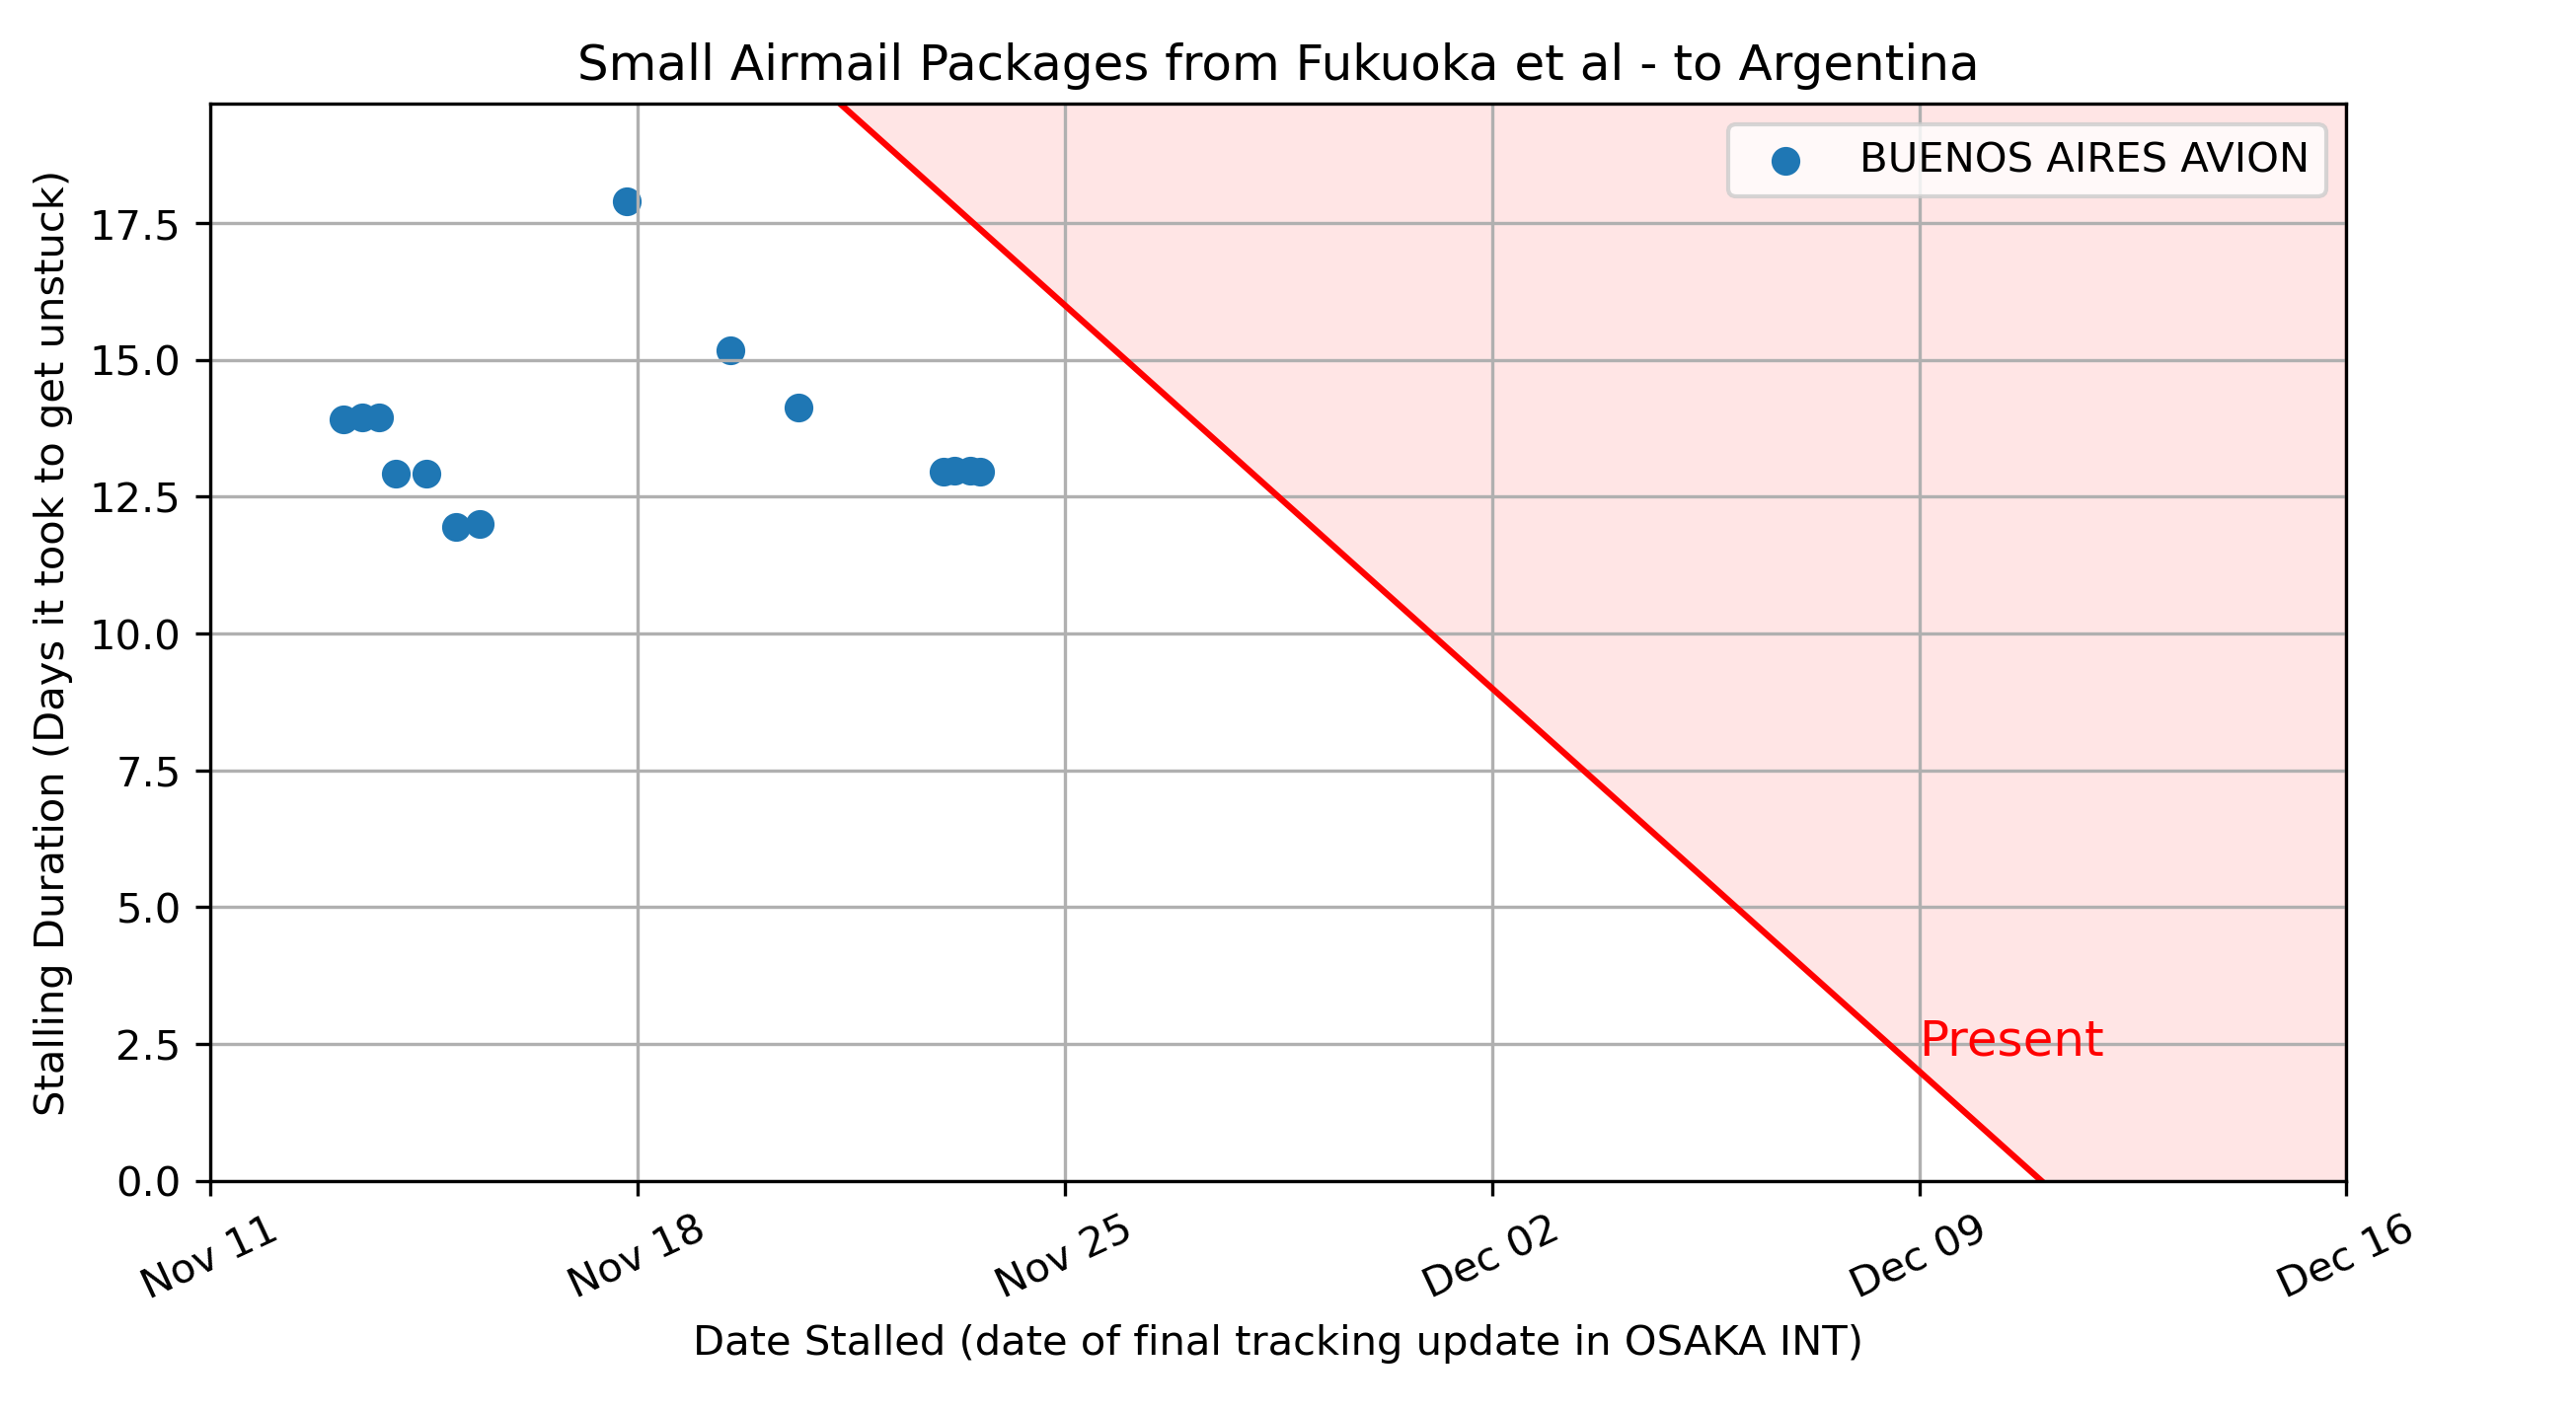 Small Airmail Packages from Fukuoka et al - to Argentina
BUENOS AIRES AVION
Stalling Duration (Days it took to get unstuck)
17.5
15.0
12.5
10.0
7.5
5.0
2.5
0.0
Present
Nov 11
Nov 18
Nov 25
Dec 02
Dec 09
Dec 16
Date Stalled (date of final tracking update in OSAKA INT)